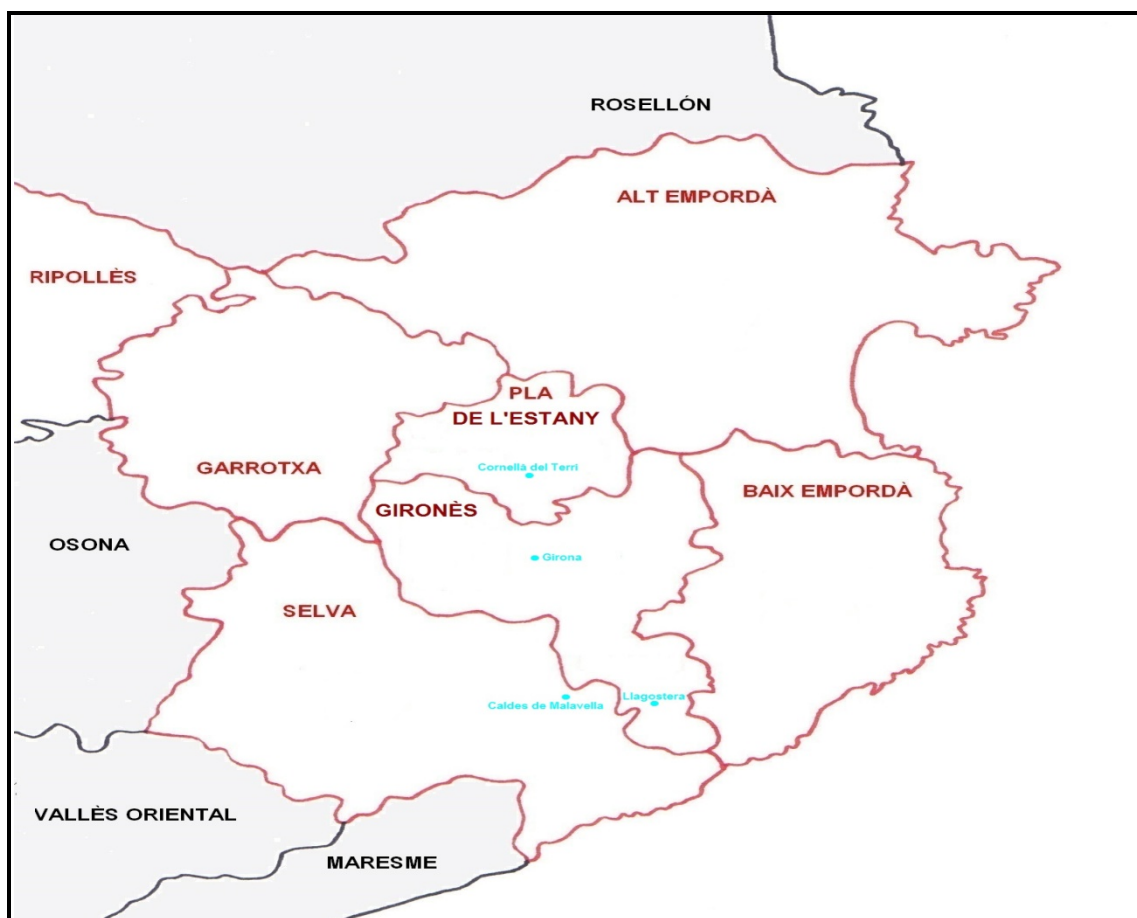 ROSELLÓN
ALT EMPORDÀ
RIPOLLÈS
PLA
DE L'ESTANY
GARROTXA
Cornellà del Terri
BAIX EMPORDÀ
GIRONÈS
OSONA
Girona
SELVA
Llagostera
Caldes de Malavella
VALLÈS ORIENTAL
MARESME